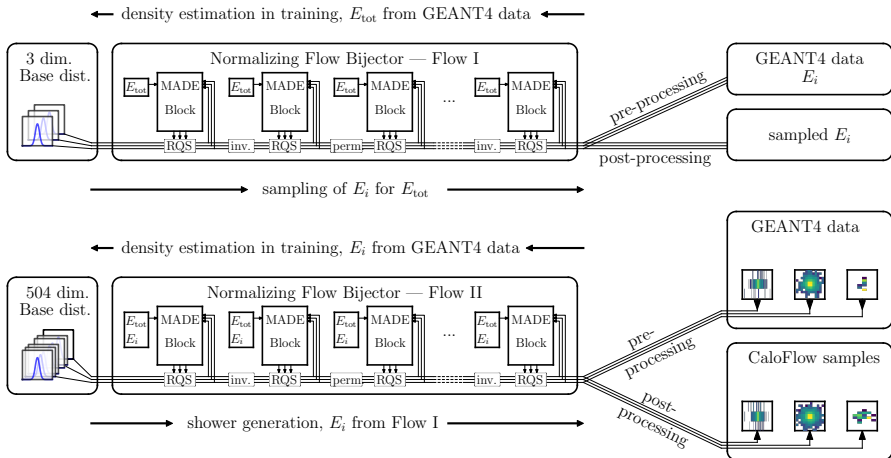 density estimation in training, E_tot from GEANT4 data
3 dim.
Base dist.
Normalizing Flow Bijector — Flow I
E_tot
MADE
Block
E_tot
MADE
Block
E_tot
MADE
Block
...
E_tot
MADE
Block
RQS
inv.
RQS
perm
RQS
inv.
RQS
pre-processing
post-processing
GEANT4 data
E_i
sampled E_i
sampling of E_i for E_tot
density estimation in training, E_i from GEANT4 data
504 dim.
Base dist.
Normalizing Flow Bijector — Flow II
E_tot
E_i
MADE
Block
E_tot
E_i
MADE
Block
E_tot
E_i
MADE
Block
...
E_tot
E_i
MADE
Block
RQS
inv.
RQS
perm
RQS
inv.
RQS
pre-
processing
post-
processing
GEANT4 data
CaloFlow samples
shower generation, E_i from Flow I